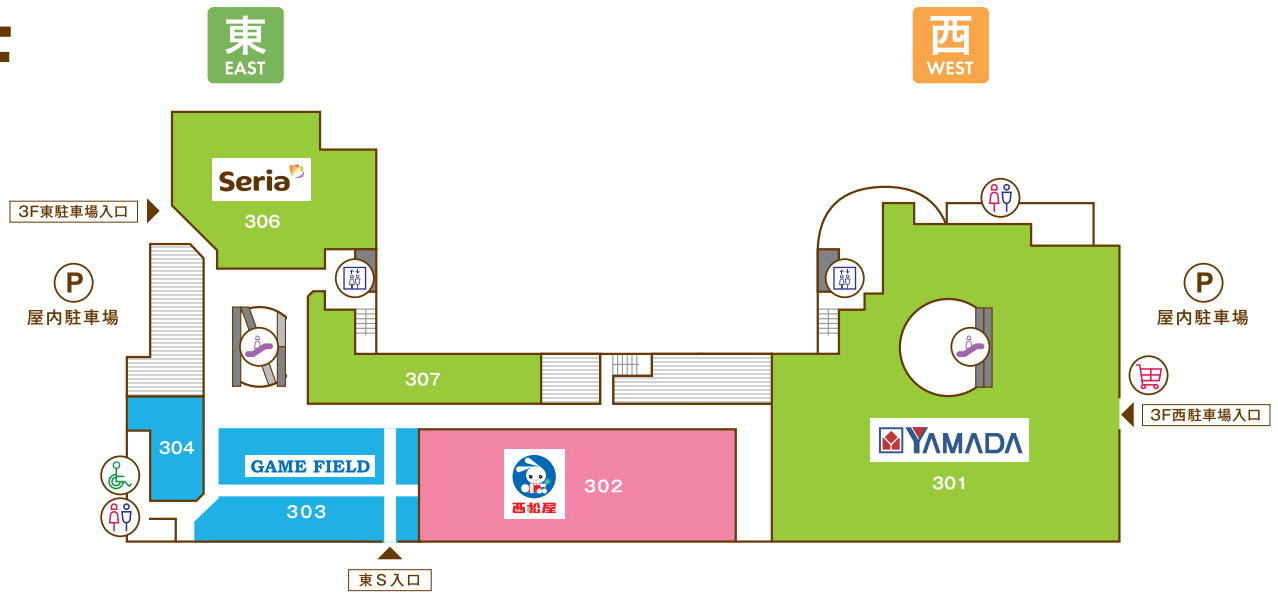 東
EAST
西
WEST
Seria
306
3F東駐車場入口
P
屋内駐車場
P
屋内駐車場
307
3F西駐車場入口
304
GAME FIELD
303
西松屋
302
YAMADA
301
東S入口